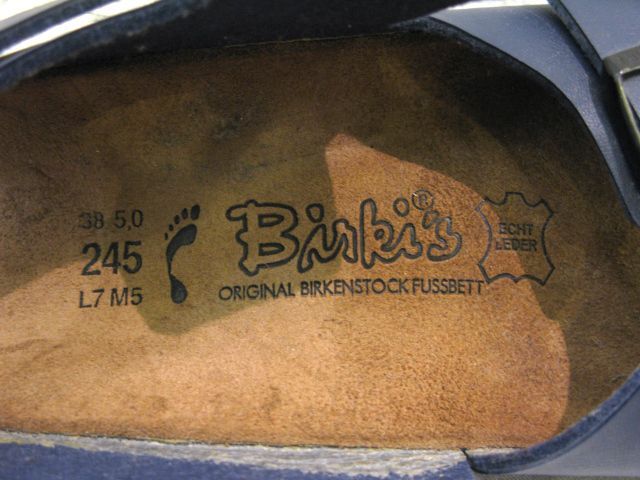 38 5,0
245
L7 M5
Birki's®
ORIGINAL BIRKENSTOCK FUSSBETT
ECHT
LEDER